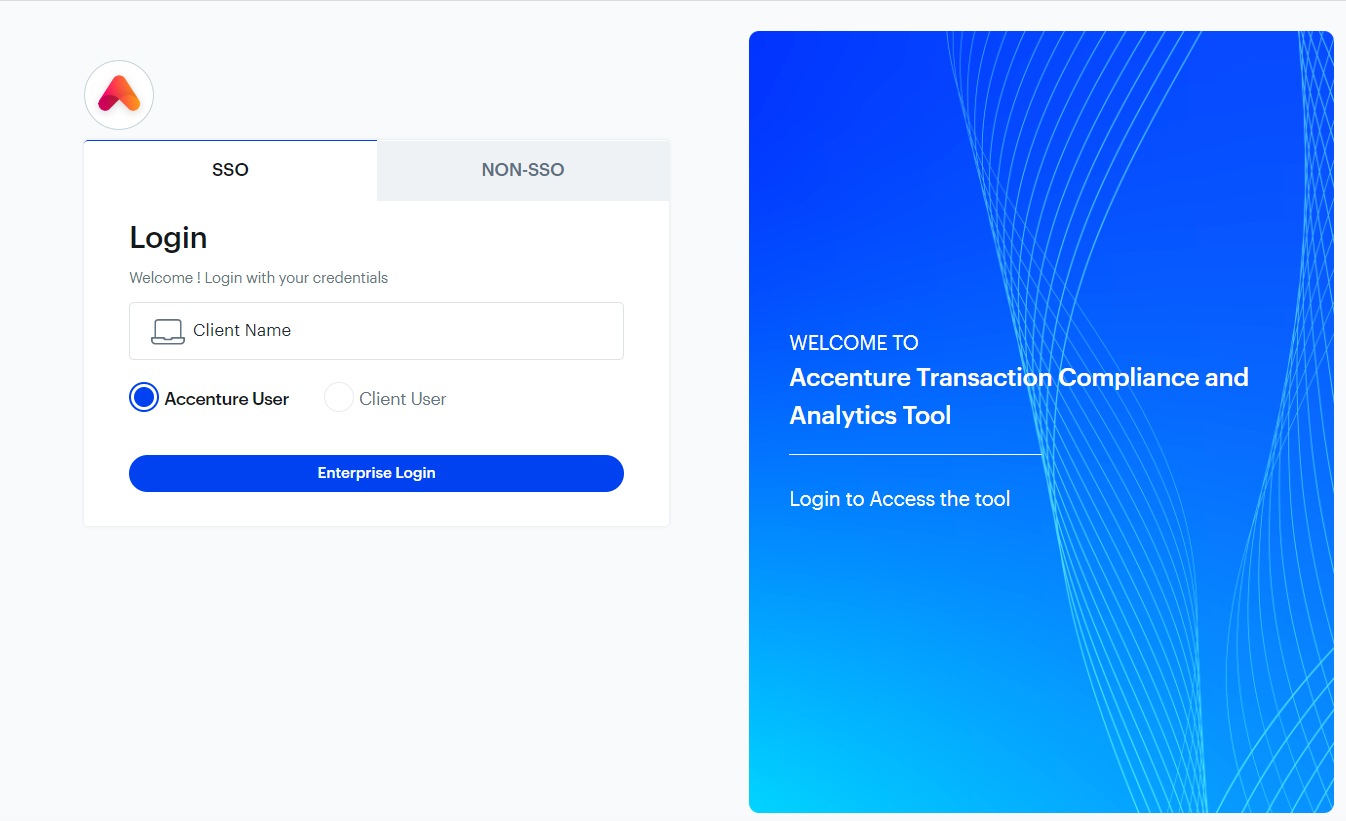 SSO
NON-SSO
Login
Welcome ! Login with your credentials
Client Name
Accenture User
Client User
Enterprise Login
WELCOME TO
Accenture Transaction Compliance and
Analytics Tool
Login to Access the tool